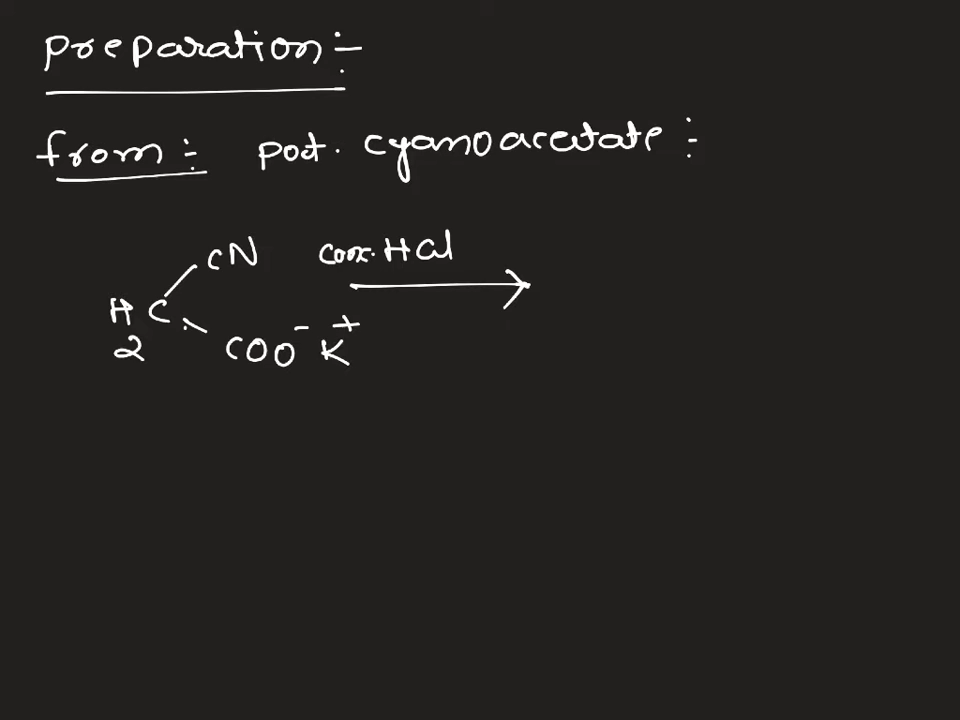 preparation:-
from:- pot. cyanoacetate:-
CN conc. HCl
H2C
COO- K+